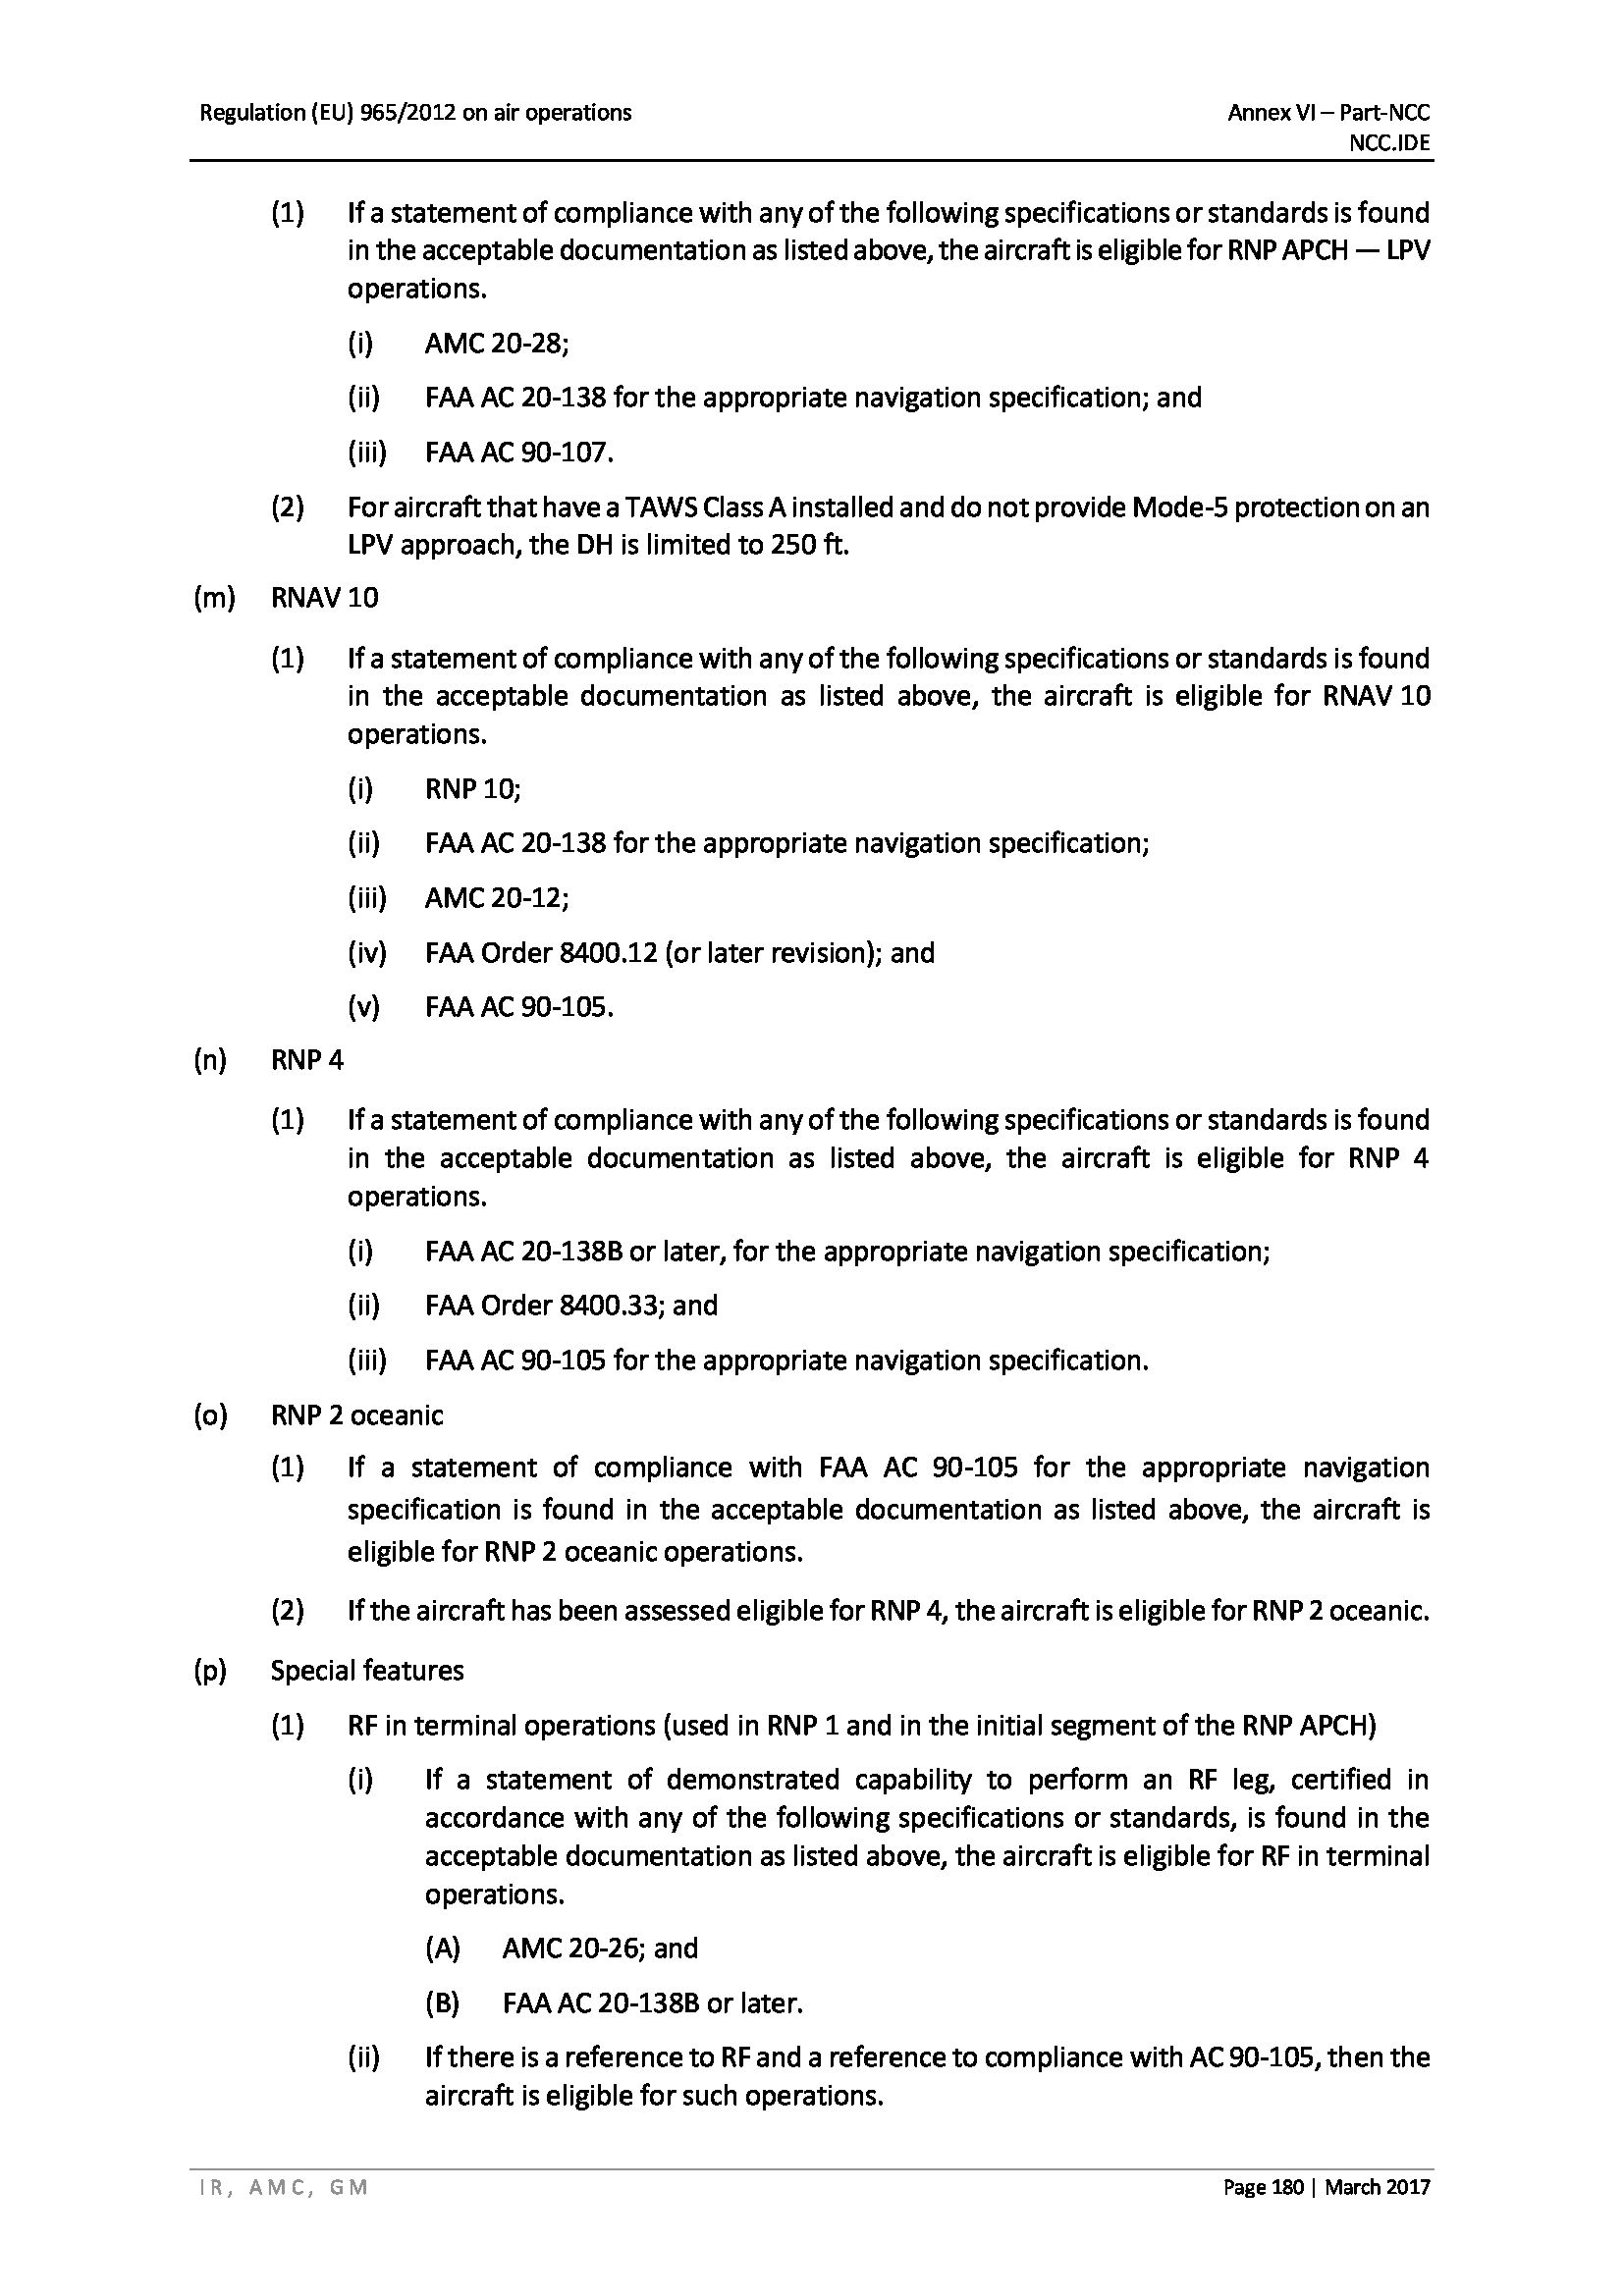 Regulation (EU) 965/2012 on air operations
Annex VI – Part-NCC
NCC.IDE
(1) If a statement of compliance with any of the following specifications or standards is found
in the acceptable documentation as listed above, the aircraft is eligible for RNP APCH — LPV
operations.
(i) AMC 20-28;
(ii) FAA AC 20-138 for the appropriate navigation specification; and
(iii) FAA AC 90-107.
(2) For aircraft that have a TAWS Class A installed and do not provide Mode-5 protection on an
LPV approach, the DH is limited to 250 ft.
(m) RNAV 10
(1) If a statement of compliance with any of the following specifications or standards is found
in the acceptable documentation as listed above, the aircraft is eligible for RNAV 10
operations.
(i) RNP 10;
(ii) FAA AC 20-138 for the appropriate navigation specification;
(iii) AMC 20-12;
(iv) FAA Order 8400.12 (or later revision); and
(v) FAA AC 90-105.
(n) RNP 4
(1) If a statement of compliance with any of the following specifications or standards is found
in the acceptable documentation as listed above, the aircraft is eligible for RNP 4
operations.
(i) FAA AC 20-138B or later, for the appropriate navigation specification;
(ii) FAA Order 8400.33; and
(iii) FAA AC 90-105 for the appropriate navigation specification.
(o) RNP 2 oceanic
(1) If a statement of compliance with FAA AC 90-105 for the appropriate navigation
specification is found in the acceptable documentation as listed above, the aircraft is
eligible for RNP 2 oceanic operations.
(2) If the aircraft has been assessed eligible for RNP 4, the aircraft is eligible for RNP 2 oceanic.
(p) Special features
(1) RF in terminal operations (used in RNP 1 and in the initial segment of the RNP APCH)
(i) If a statement of demonstrated capability to perform an RF leg, certified in
accordance with any of the following specifications or standards, is found in the
acceptable documentation as listed above, the aircraft is eligible for RF in terminal
operations.
(A) AMC 20-26; and
(B) FAA AC 20-138B or later.
(ii) If there is a reference to RF and a reference to compliance with AC 90-105, then the
aircraft is eligible for such operations.
IR, AMC, GM
Page 180 | March 2017